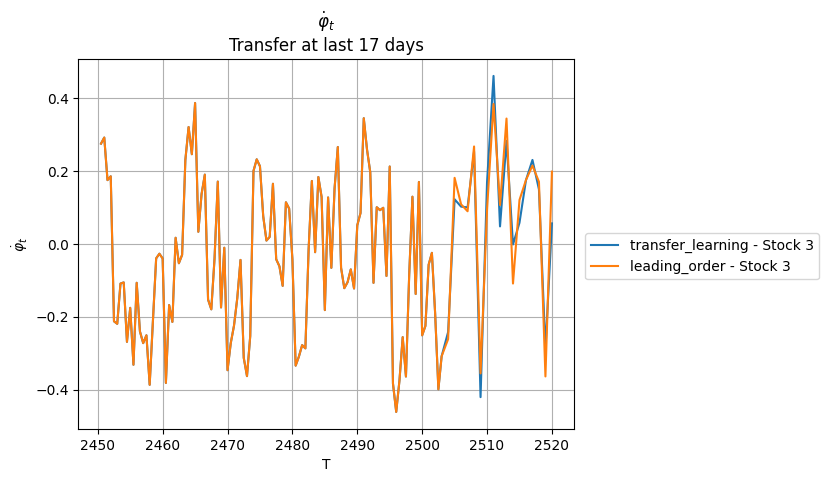 φ̇ₜ
Transfer at last 17 days
φ̇ₜ
0.4
0.2
0.0
−0.2
−0.4
2450 2460 2470 2480 2490 2500 2510 2520
T
transfer_learning - Stock 3
leading_order - Stock 3